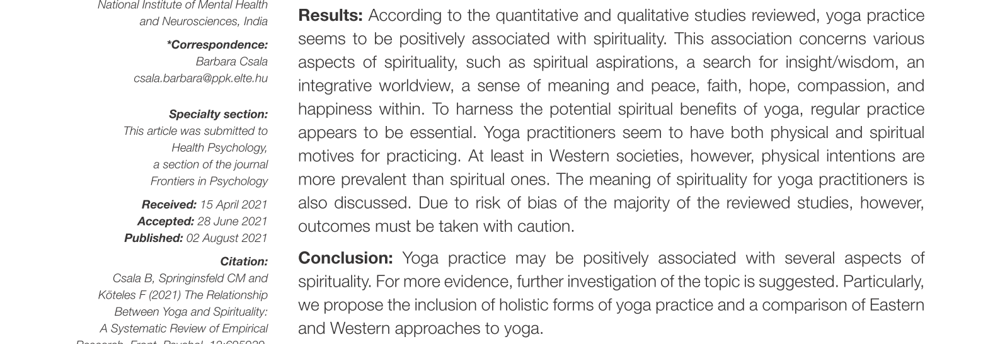 National Institute of Mental Health
and Neurosciences, India
*Correspondence:
Barbara Csala
csala.barbara@ppk.elte.hu
Specialty section:
This article was submitted to
Health Psychology,
a section of the journal
Frontiers in Psychology
Received: 15 April 2021
Accepted: 28 June 2021
Published: 02 August 2021
Citation:
Csala B, Springinsfeld CM and
Köteles F (2021) The Relationship
Between Yoga and Spirituality:
A Systematic Review of Empirical
Research. Front. Psychol. 12:695939.
Results: According to the quantitative and qualitative studies reviewed, yoga practice
seems to be positively associated with spirituality. This association concerns various
aspects of spirituality, such as spiritual aspirations, a search for insight/wisdom, an
integrative worldview, a sense of meaning and peace, faith, hope, compassion, and
happiness within. To harness the potential spiritual benefits of yoga, regular practice
appears to be essential. Yoga practitioners seem to have both physical and spiritual
motives for practicing. At least in Western societies, however, physical intentions are
more prevalent than spiritual ones. The meaning of spirituality for yoga practitioners is
also discussed. Due to risk of bias of the majority of the reviewed studies, however,
outcomes must be taken with caution.
Conclusion: Yoga practice may be positively associated with several aspects of
spirituality. For more evidence, further investigation of the topic is suggested. Particularly,
we propose the inclusion of holistic forms of yoga practice and a comparison of Eastern
and Western approaches to yoga.